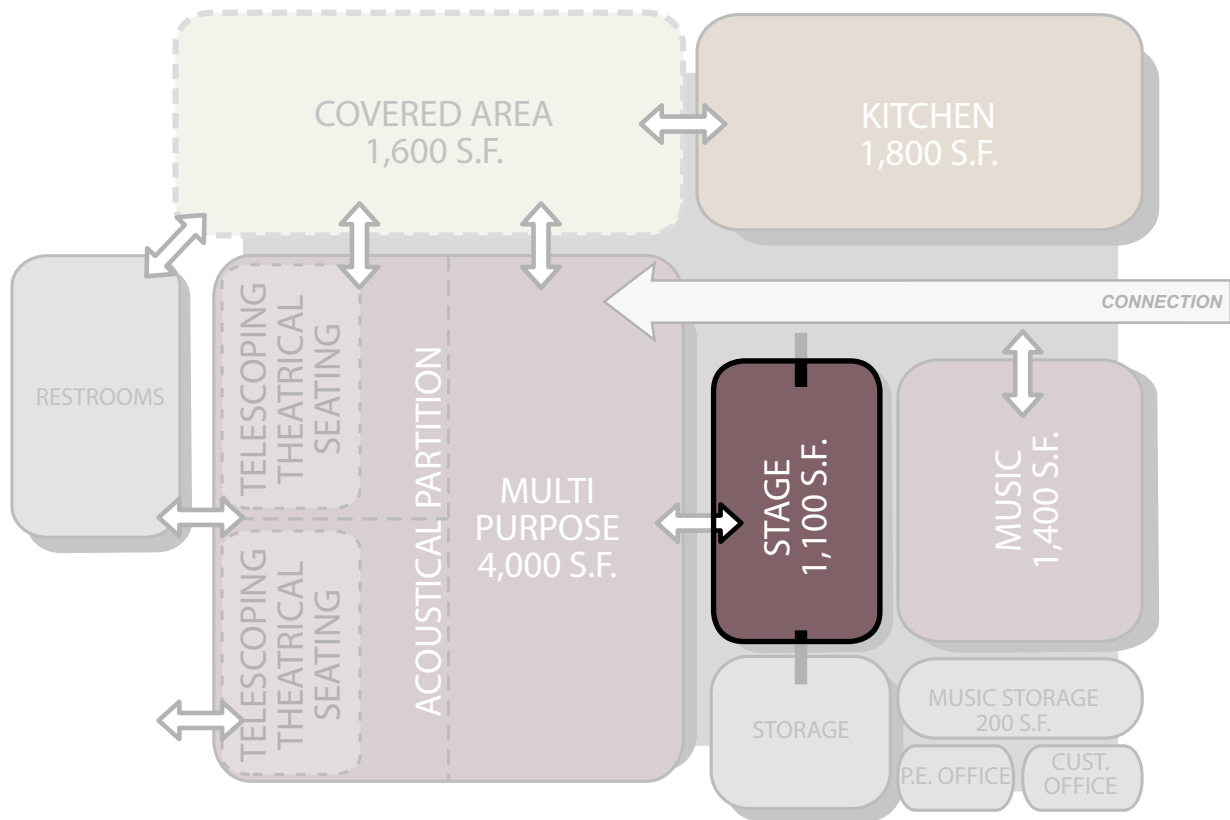 COVERED AREA
1,600 S.F.
KITCHEN
1,800 S.F.
CONNECTION
RESTROOMS
TELESCOPING
THEATRICAL
SEATING
TELESCOPING
THEATRICAL
SEATING
ACOUSTICAL PARTITION
MULTI
PURPOSE
4,000 S.F.
STAGE
1,100 S.F.
MUSIC
1,400 S.F.
STORAGE
MUSIC STORAGE
200 S.F.
P.E. OFFICE
CUST.
OFFICE